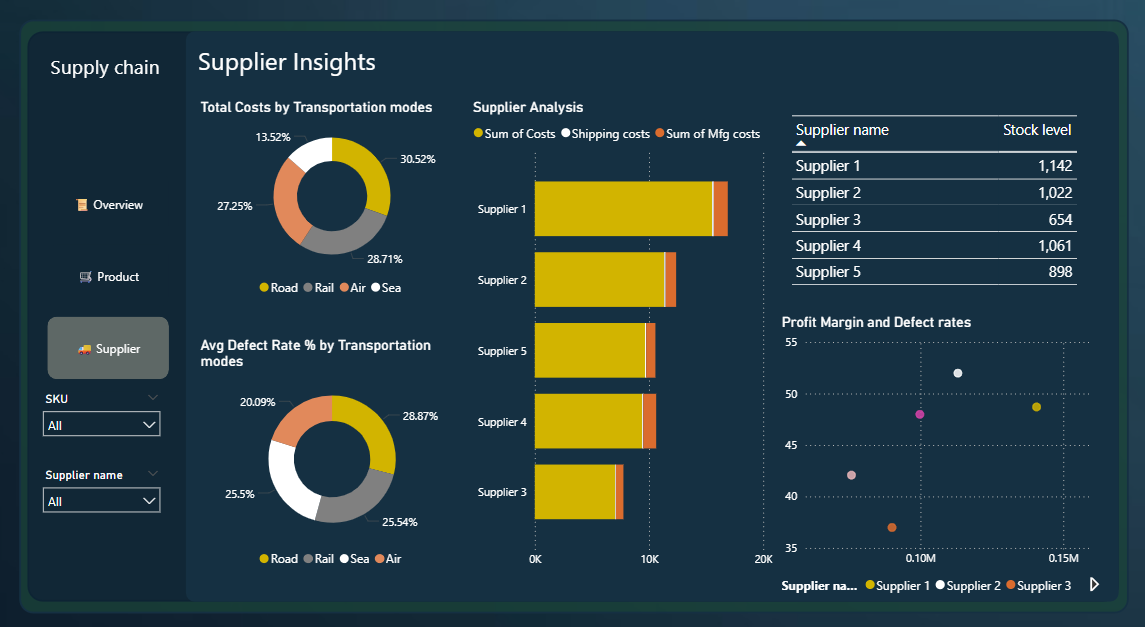 Supply chain
Overview
Product
Supplier
SKU
All
Supplier name
All
Supplier Insights
Total Costs by Transportation modes
13.52%
30.52%
27.25%
28.71%
Road Rail Air Sea
Avg Defect Rate % by Transportation
modes
20.09%
28.87%
25.5%
25.54%
Road Rail Sea Air
Supplier Analysis
Sum of Costs Shipping costs Sum of Mfg costs
Supplier 1
Supplier 2
Supplier 5
Supplier 4
Supplier 3
0K 10K 20K
Supplier name Stock level
Supplier 1 1,142
Supplier 2 1,022
Supplier 3 654
Supplier 4 1,061
Supplier 5 898
Profit Margin and Defect rates
55
50
45
40
35
0.10M 0.15M
Supplier na... Supplier 1 Supplier 2 Supplier 3